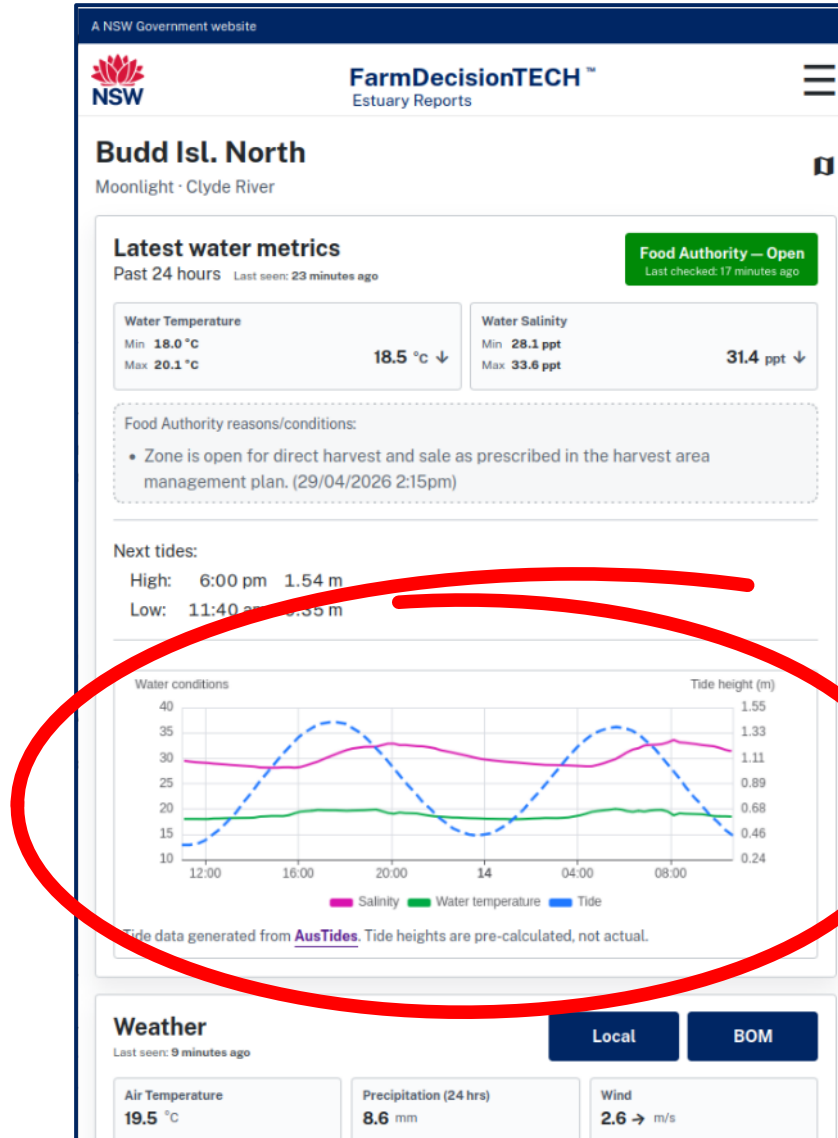 A NSW Government website
NSW
FarmDecisionTECH ™
Estuary Reports
Budd Isl. North
Moonlight · Clyde River
Latest water metrics
Past 24 hours Last seen: 23 minutes ago
Food Authority — Open
Last checked: 17 minutes ago
Water Temperature
Min 18.0 °C
Max 20.1 °C
18.5 °C ↓
Water Salinity
Min 28.1 ppt
Max 33.6 ppt
31.4 ppt ↓
Food Authority reasons/conditions:
• Zone is open for direct harvest and sale as prescribed in the harvest area
management plan. (29/04/2026 2:15pm)
Next tides:
High: 6:00 pm 1.54 m
Low: 11:40 .35 m
Water conditions
Tide height (m)
40 1.55
35 1.33
30 1.11
25 0.89
20 0.68
15 0.46
10 0.24
12:00 16:00 20:00 14 04:00 08:00
Salinity Water temperature Tide
Tide data generated from AusTides. Tide heights are pre-calculated, not actual.
Weather
Last seen: 9 minutes ago
Local
BOM
Air Temperature
19.5 °C
Precipitation (24 hrs)
8.6 mm
Wind
2.6 → m/s